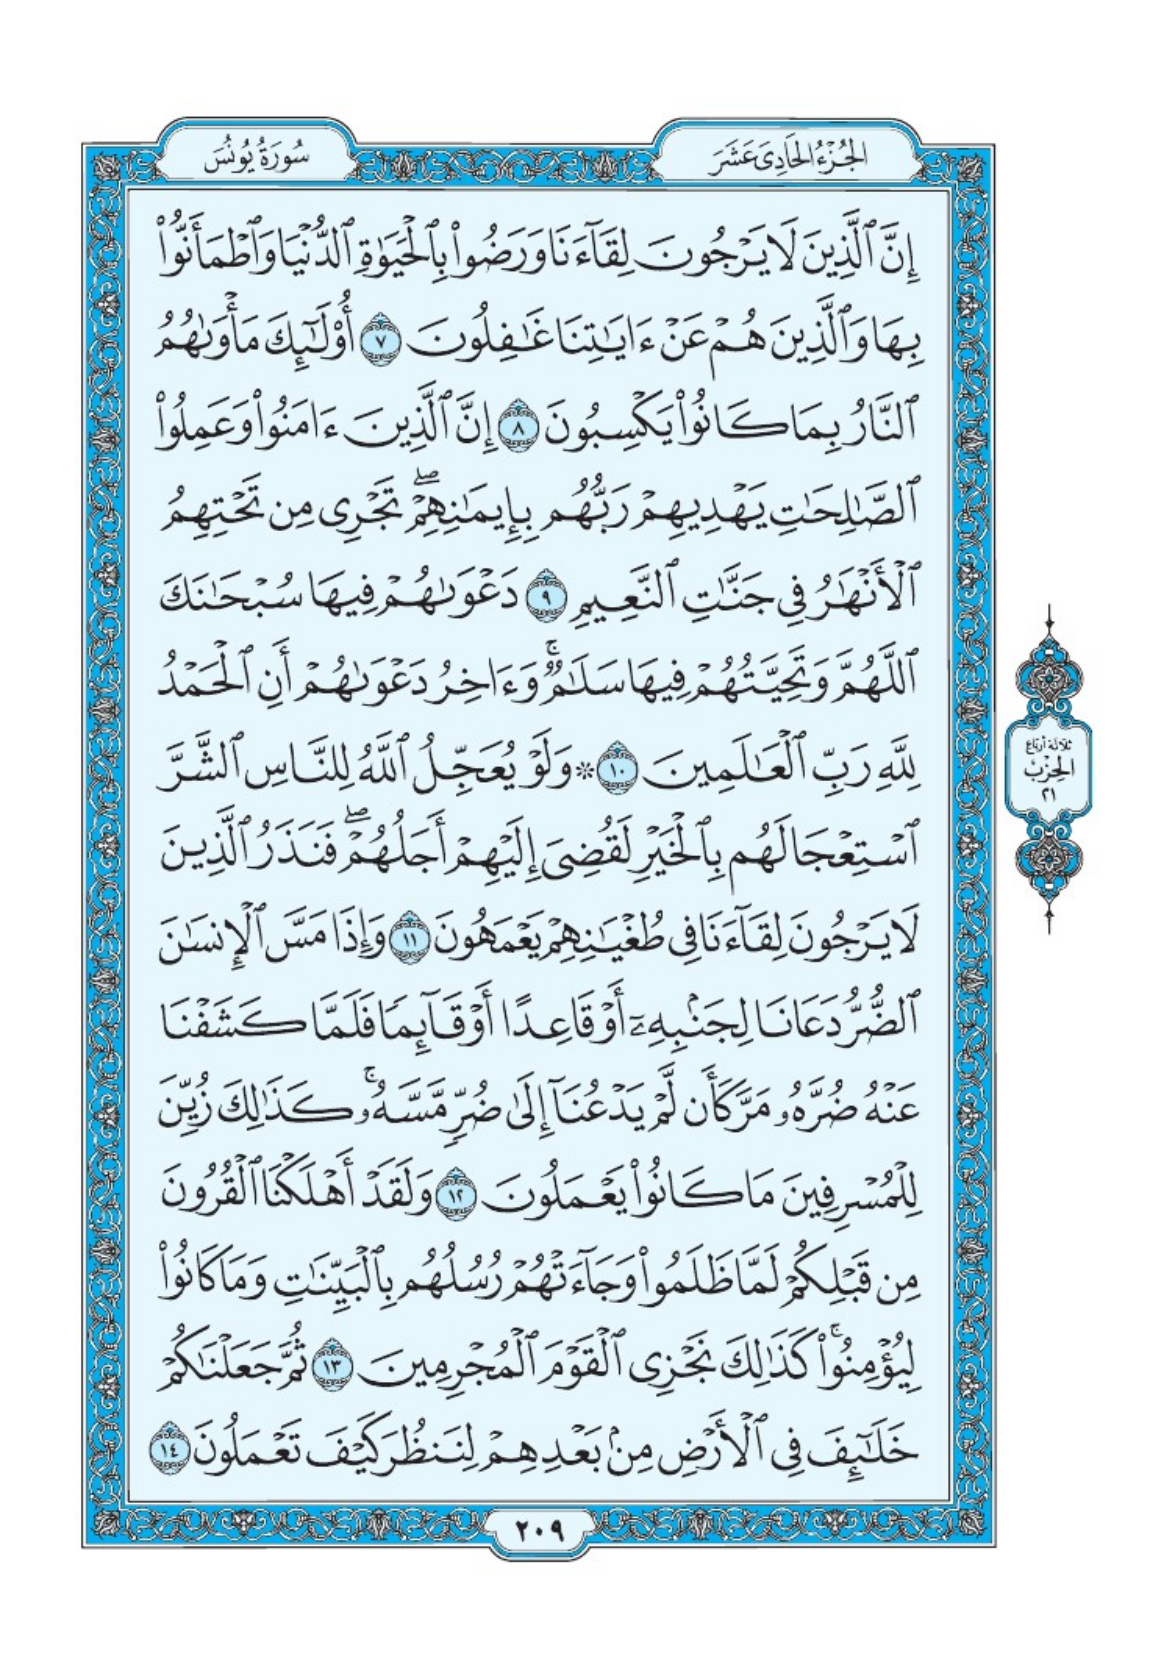 الجُزْءُ الحَادِىَ عَشَرَ
سُورَةُ يُونُسَ
إِنَّ ٱلَّذِينَ لَا يَرْجُونَ لِقَآءَنَا وَرَضُوا۟ بِٱلْحَيَوٰةِ ٱلدُّنْيَا وَٱطْمَأَنُّوا۟
بِهَا وَٱلَّذِينَ هُمْ عَنْ ءَايَٰتِنَا غَٰفِلُونَ ٧ أُو۟لَٰٓئِكَ مَأْوَىٰهُمُ
ٱلنَّارُ بِمَا كَانُوا۟ يَكْسِبُونَ ٨ إِنَّ ٱلَّذِينَ ءَامَنُوا۟ وَعَمِلُوا۟
ٱلصَّٰلِحَٰتِ يَهْدِيهِمْ رَبُّهُم بِإِيمَٰنِهِمْ ۖ تَجْرِى مِن تَحْتِهِمُ
ٱلْأَنْهَٰرُ فِى جَنَّٰتِ ٱلنَّعِيمِ ٩ دَعْوَىٰهُمْ فِيهَا سُبْحَٰنَكَ
ٱللَّهُمَّ وَتَحِيَّتُهُمْ فِيهَا سَلَٰمٌ ۚ وَءَاخِرُ دَعْوَىٰهُمْ أَنِ ٱلْحَمْدُ
لِلَّهِ رَبِّ ٱلْعَٰلَمِينَ ١٠ ۞ وَلَوْ يُعَجِّلُ ٱللَّهُ لِلنَّاسِ ٱلشَّرَّ
ٱسْتِعْجَالَهُم بِٱلْخَيْرِ لَقُضِىَ إِلَيْهِمْ أَجَلُهُمْ ۖ فَنَذَرُ ٱلَّذِينَ
لَا يَرْجُونَ لِقَآءَنَا فِى طُغْيَٰنِهِمْ يَعْمَهُونَ ١١ وَإِذَا مَسَّ ٱلْإِنسَٰنَ
ٱلضُّرُّ دَعَانَا لِجَنۢبِهِۦٓ أَوْ قَاعِدًا أَوْ قَآئِمًا فَلَمَّا كَشَفْنَا
عَنْهُ ضُرَّهُۥ مَرَّ كَأَن لَّمْ يَدْعُنَآ إِلَىٰ ضُرٍّ مَّسَّهُۥ ۚ كَذَٰلِكَ زُيِّنَ
لِلْمُسْرِفِينَ مَا كَانُوا۟ يَعْمَلُونَ ١٢ وَلَقَدْ أَهْلَكْنَا ٱلْقُرُونَ
مِن قَبْلِكُمْ لَمَّا ظَلَمُوا۟ وَجَآءَتْهُمْ رُسُلُهُم بِٱلْبَيِّنَٰتِ وَمَا كَانُوا۟
لِيُؤْمِنُوا۟ ۚ كَذَٰلِكَ نَجْزِى ٱلْقَوْمَ ٱلْمُجْرِمِينَ ١٣ ثُمَّ جَعَلْنَٰكُمْ
خَلَٰٓئِفَ فِى ٱلْأَرْضِ مِنۢ بَعْدِهِمْ لِنَنظُرَ كَيْفَ تَعْمَلُونَ ١٤
ثلاثة أرباع
الحزب
٢١
٢٠٩